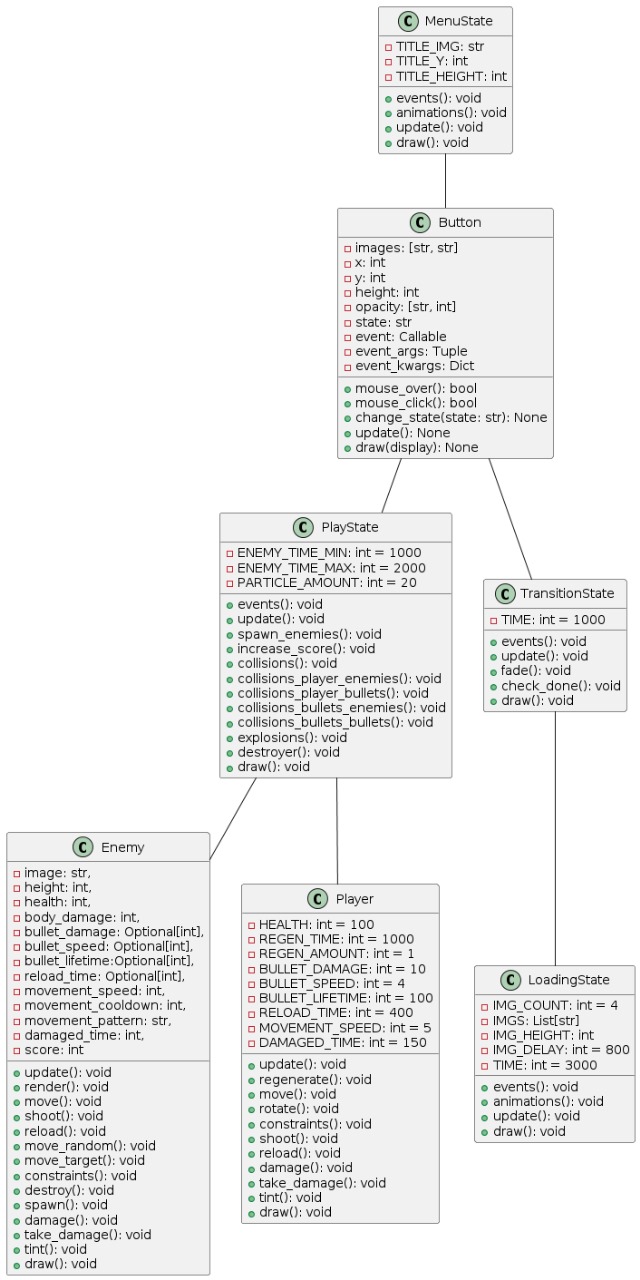 C MenuState
TITLE_IMG: str
TITLE_Y: int
TITLE_HEIGHT: int
events(): void
animations(): void
update(): void
draw(): void
C Button
images: [str, str]
x: int
y: int
height: int
opacity: [str, int]
state: str
event: Callable
event_args: Tuple
event_kwargs: Dict
mouse_over(): bool
mouse_click(): bool
change_state(state: str): None
update(): None
draw(display): None
C PlayState
ENEMY_TIME_MIN: int = 1000
ENEMY_TIME_MAX: int = 2000
PARTICLE_AMOUNT: int = 20
events(): void
update(): void
spawn_enemies(): void
increase_score(): void
collisions(): void
collisions_player_enemies(): void
collisions_player_bullets(): void
collisions_bullets_enemies(): void
collisions_bullets_bullets(): void
explosions(): void
destroyer(): void
draw(): void
C TransitionState
TIME: int = 1000
events(): void
update(): void
fade(): void
check_done(): void
draw(): void
C Enemy
image: str,
height: int,
health: int,
body_damage: int,
bullet_damage: Optional[int],
bullet_speed: Optional[int],
bullet_lifetime:Optional[int],
reload_time: Optional[int],
movement_speed: int,
movement_cooldown: int,
movement_pattern: str,
damaged_time: int,
score: int
update(): void
render(): void
move(): void
shoot(): void
reload(): void
move_random(): void
move_target(): void
constraints(): void
destroy(): void
spawn(): void
damage(): void
take_damage(): void
tint(): void
draw(): void
C Player
HEALTH: int = 100
REGEN_TIME: int = 1000
REGEN_AMOUNT: int = 1
BULLET_DAMAGE: int = 10
BULLET_SPEED: int = 4
BULLET_LIFETIME: int = 100
RELOAD_TIME: int = 400
MOVEMENT_SPEED: int = 5
DAMAGED_TIME: int = 150
update(): void
regenerate(): void
move(): void
rotate(): void
constraints(): void
shoot(): void
reload(): void
damage(): void
take_damage(): void
tint(): void
draw(): void
C LoadingState
IMG_COUNT: int = 4
IMGS: List[str]
IMG_HEIGHT: int
IMG_DELAY: int = 800
TIME: int = 3000
events(): void
animations(): void
update(): void
draw(): void